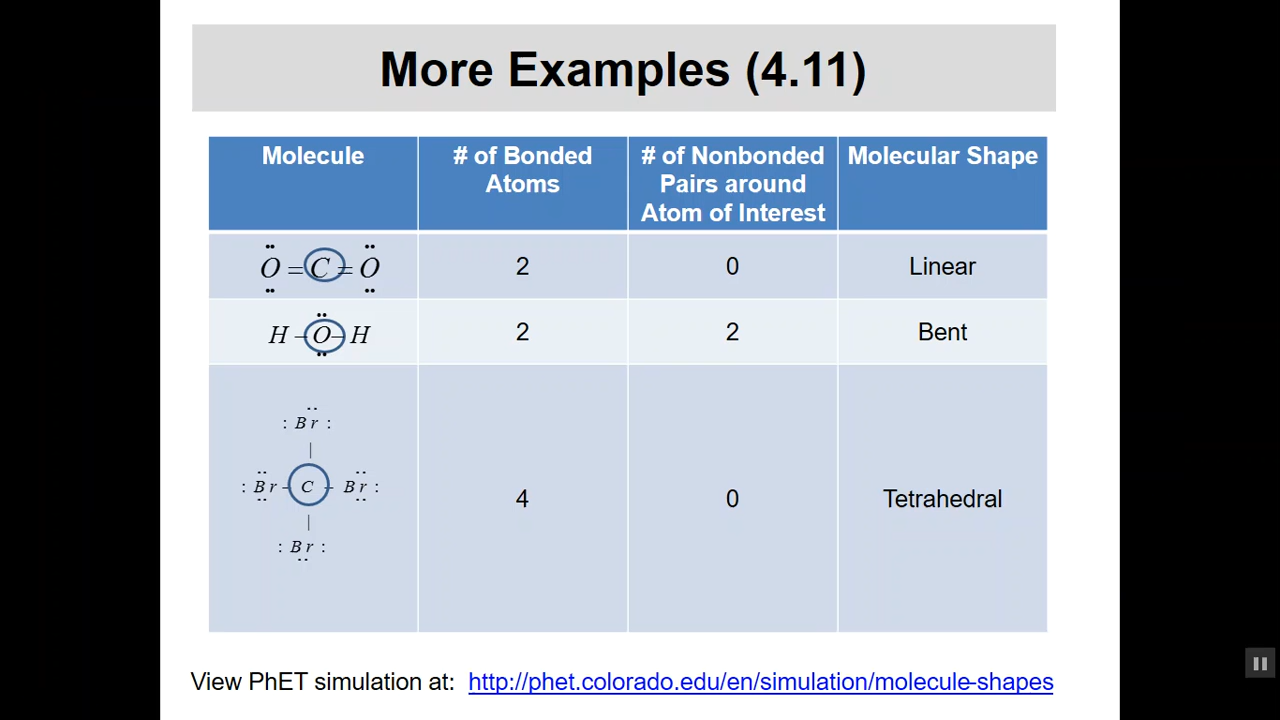 More Examples (4.11)
Molecule
# of Bonded
Atoms
# of Nonbonded
Pairs around
Atom of Interest
Molecular Shape
O = C = O
2
0
Linear
H – O – H
2
2
Bent
: Br :
|
: Br – C – Br :
|
: Br :
4
0
Tetrahedral
View PhET simulation at: http://phet.colorado.edu/en/simulation/molecule-shapes